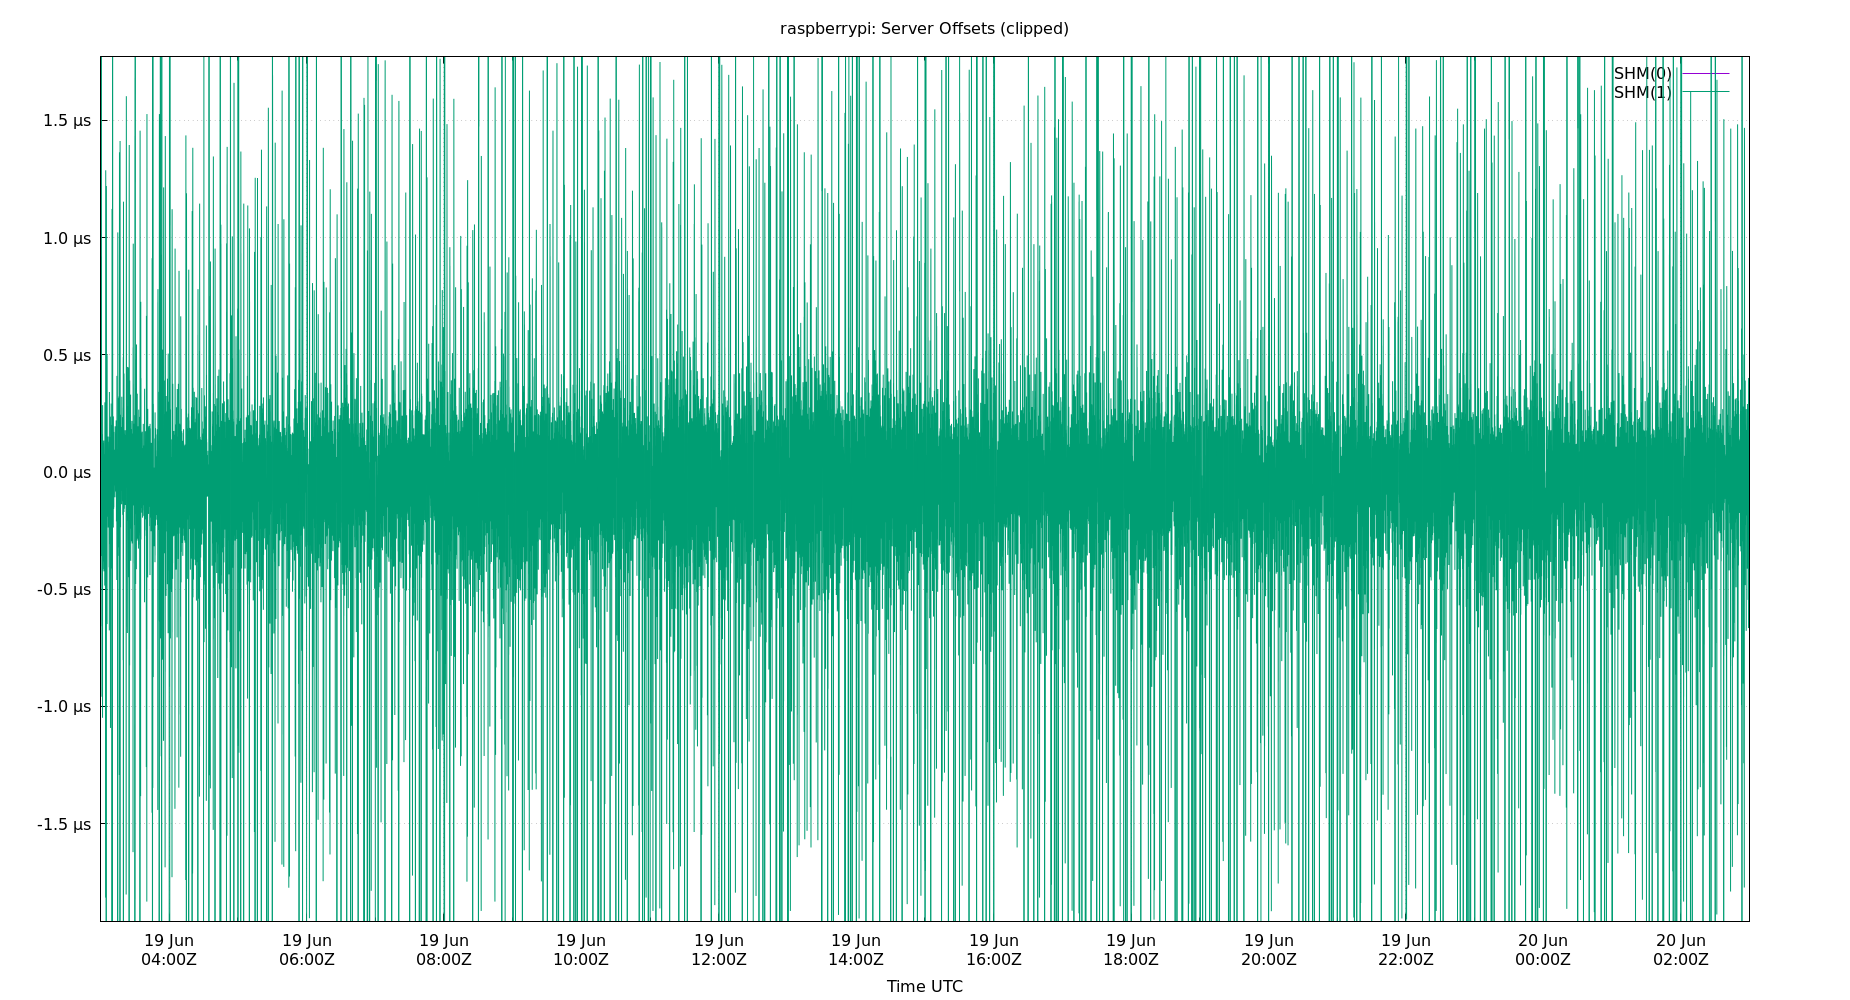 raspberrypi: Server Offsets (clipped)
SHM(0)
SHM(1)
1.5 µs
1.0 µs
0.5 µs
0.0 µs
-0.5 µs
-1.0 µs
-1.5 µs
19 Jun 19 Jun 19 Jun 19 Jun 19 Jun 19 Jun 19 Jun 19 Jun 19 Jun 19 Jun 20 Jun 20 Jun
04:00Z 06:00Z 08:00Z 10:00Z 12:00Z 14:00Z 16:00Z 18:00Z 20:00Z 22:00Z 00:00Z 02:00Z
Time UTC